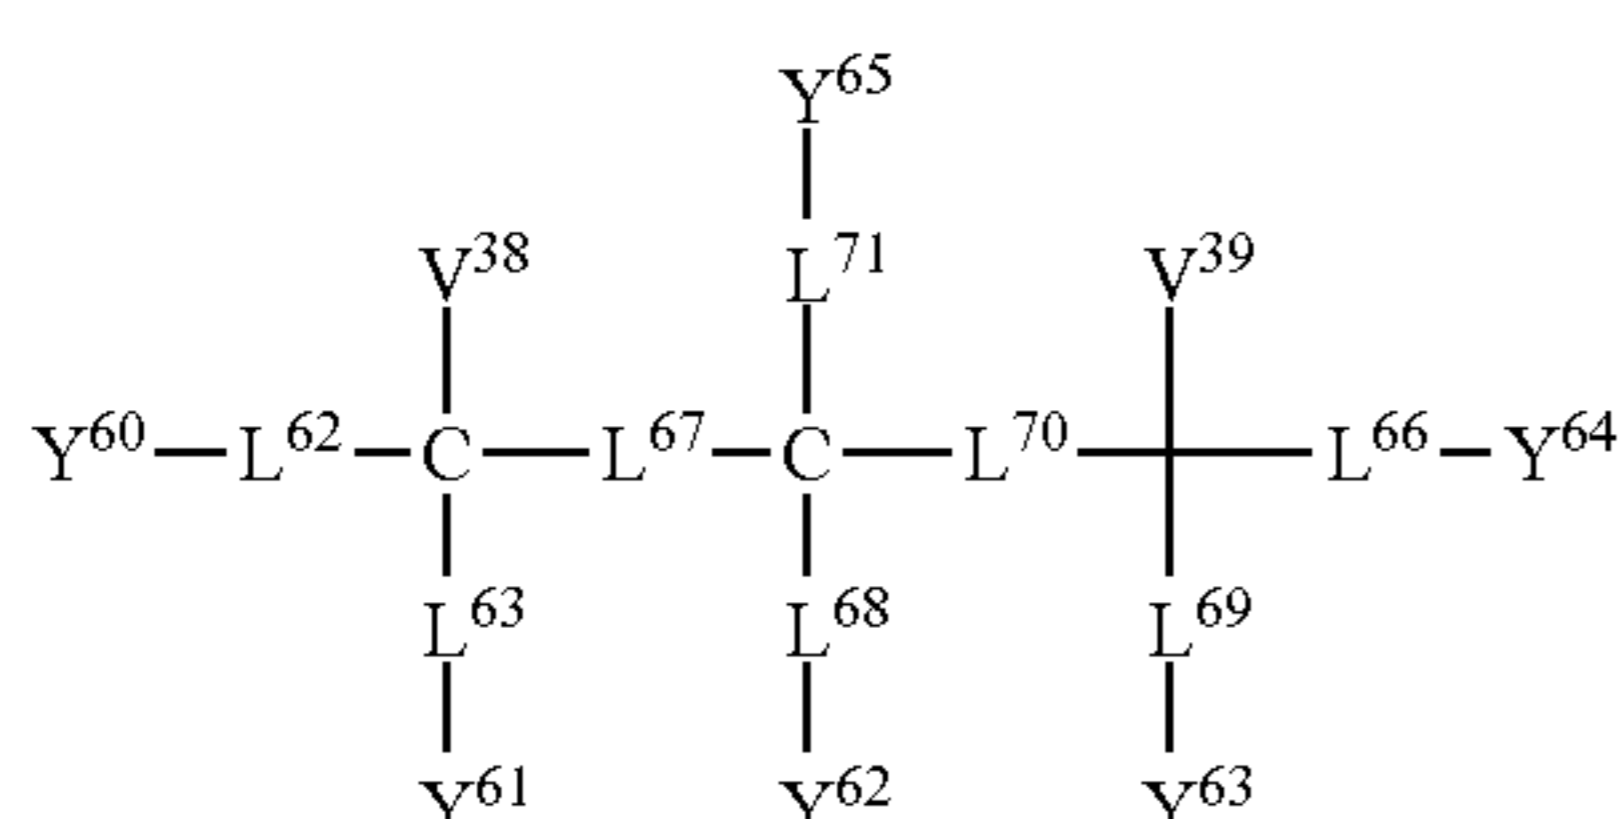 Y⁶⁵
V³⁸ L⁷¹ V³⁹
Y⁶⁰—L⁶²—C—L⁶⁷—C—L⁷⁰—L⁶⁶—Y⁶⁴
L⁶³ L⁶⁸ L⁶⁹
Y⁶¹ Y⁶² Y⁶³